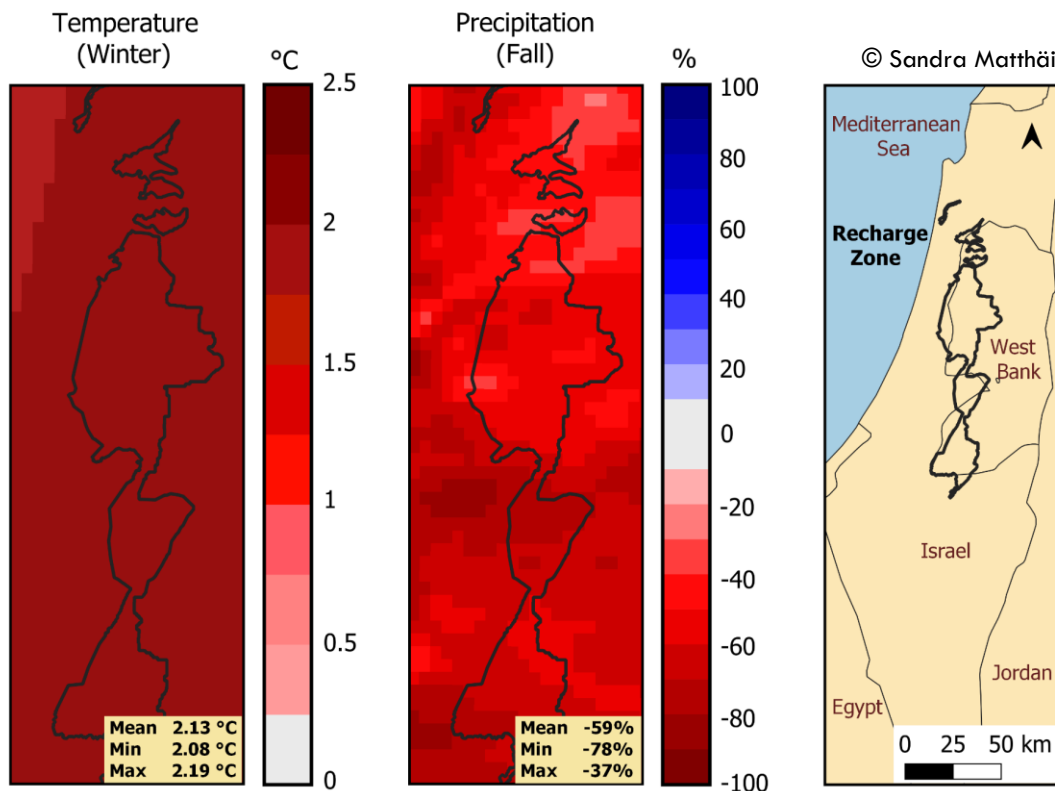 Temperature
(Winter)
°C
2.5
2
1.5
1
0.5
0
Mean 2.13 °C
Min 2.08 °C
Max 2.19 °C
Precipitation
(Fall)
%
100
80
60
40
20
0
-20
-40
-60
-80
-100
Mean -59%
Min -78%
Max -37%
© Sandra Matthäi
Mediterranean
Sea
Recharge
Zone
West
Bank
Israel
Jordan
Egypt
0 25 50 km